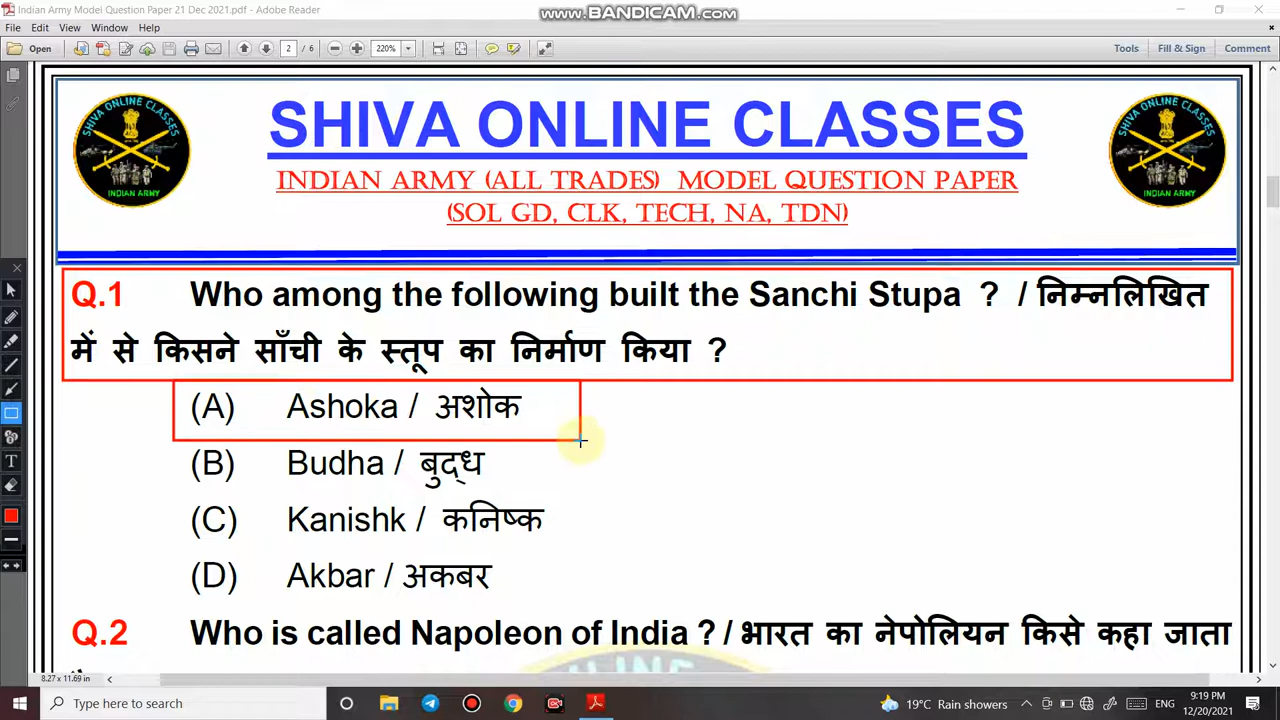 Indian Army Model Question Paper 21 Dec 2021.pdf - Adobe Reader
www.BANDICAM.com
File Edit View Window Help
Open 2 / 6 220% Tools Fill & Sign Comment
SHIVA ONLINE CLASSES
INDIAN ARMY (ALL TRADES) MODEL QUESTION PAPER
(SOL GD, CLK, TECH, NA, TDN)
SHIVA ONLINE CLASSES
INDIAN ARMY
SHIVA ONLINE CLASSES
INDIAN ARMY
Q.1 Who among the following built the Sanchi Stupa ? / निम्नलिखित
में से किसने साँची के स्तूप का निर्माण किया ?
(A) Ashoka / अशोक
(B) Budha / बुद्ध
(C) Kanishk / कनिष्क
(D) Akbar / अकबर
Q.2 Who is called Napoleon of India ? / भारत का नेपोलियन किसे कहा जाता
8.27 x 11.69 in
Type here to search
19°C Rain showers
ENG
9:19 PM
12/20/2021